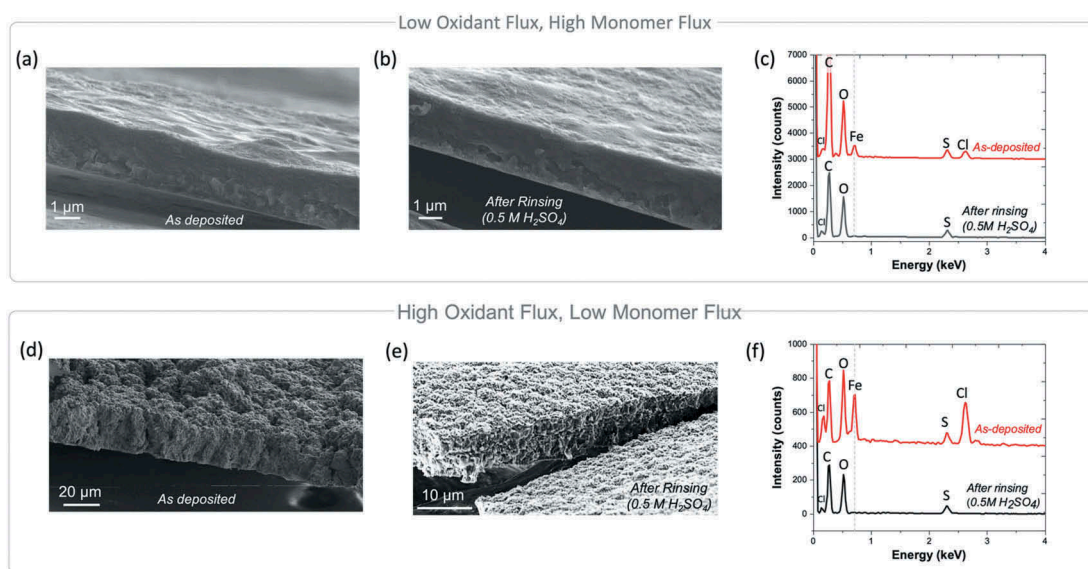 Low Oxidant Flux, High Monomer Flux
(a)
1 µm
As deposited
(b)
1 µm
After Rinsing
(0.5 M H₂SO₄)
(c)
7000
6000
5000
4000
3000
2000
1000
0
Intensity (counts)
C
O
Cl
Fe
S
Cl
As-deposited
C
O
Cl
S
After rinsing
(0.5M H₂SO₄)
0
1
2
3
4
Energy (keV)
High Oxidant Flux, Low Monomer Flux
(d)
20 µm
As deposited
(e)
10 µm
After Rinsing
(0.5 M H₂SO₄)
(f)
1000
800
600
400
200
0
Intensity (counts)
Cl
C
O
Fe
S
Cl
As-deposited
Cl
C
O
S
After rinsing
(0.5M H₂SO₄)
0
1
2
3
4
Energy (keV)